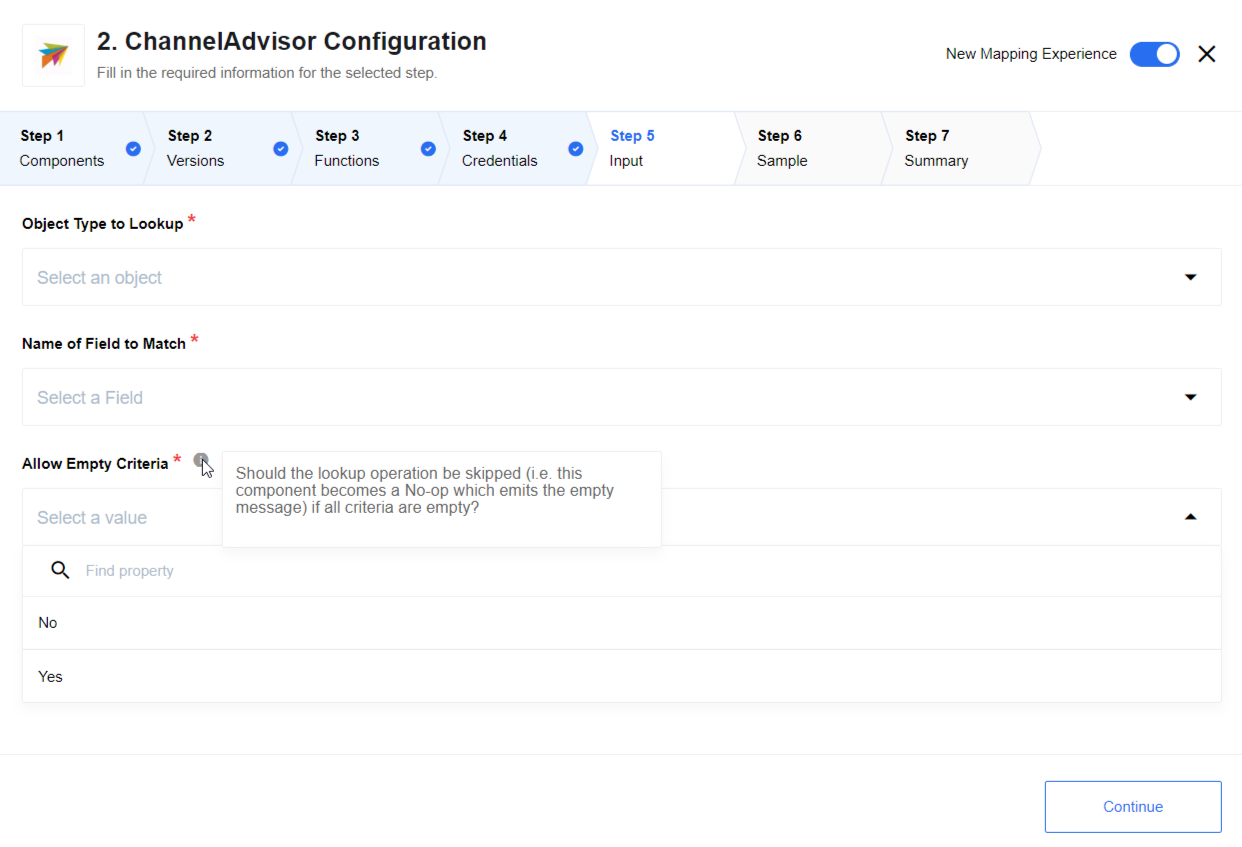 2. ChannelAdvisor Configuration
Fill in the required information for the selected step.
New Mapping Experience
Step 1
Components
Step 2
Versions
Step 3
Functions
Step 4
Credentials
Step 5
Input
Step 6
Sample
Step 7
Summary
Object Type to Lookup *
Select an object
Name of Field to Match *
Select a Field
Allow Empty Criteria *
Should the lookup operation be skipped (i.e. this
component becomes a No-op which emits the empty
message) if all criteria are empty?
Select a value
Find property
No
Yes
Continue